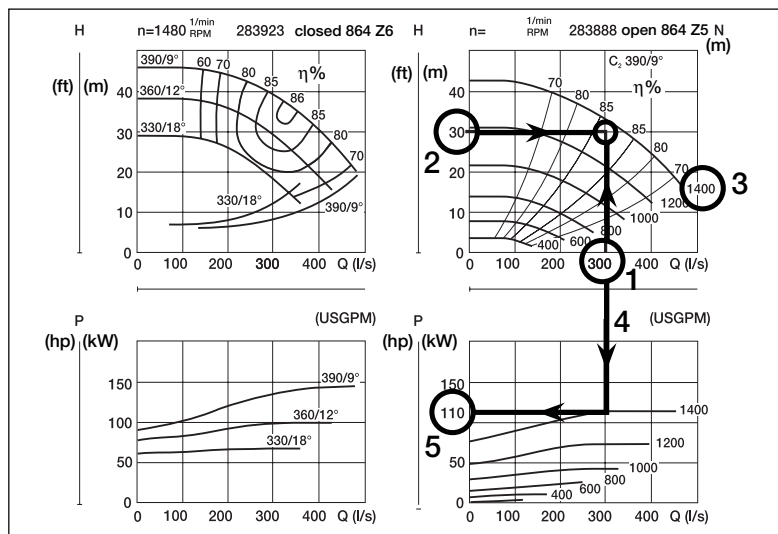 H n=1480 1/min RPM 283923 closed 864 Z6
(ft) (m)
η%
390/9°
360/12°
330/18°
60 70 80 85 86 85 80 70
330/18°
390/9°
40
30
20
10
0
0 100 200 300 400 Q (l/s)
H n= 1/min RPM 283888 open 864 Z5 N
(m)
(ft) (m)
C₂ 390/9°
η%
70 80 85 85 80 70
40
30
20
10
0
2
3
1400
1200
1000
800
600
400
0 100 200 300 400 Q (l/s)
1
4
P (USGPM)
(hp) (kW)
150
100
50
0
390/9°
360/12°
330/18°
0 100 200 300 400 Q (l/s)
P (USGPM)
(hp) (kW)
150
110
50
0
5
1400
1200
1000
800
600
400
0 100 200 300 400 Q (l/s)